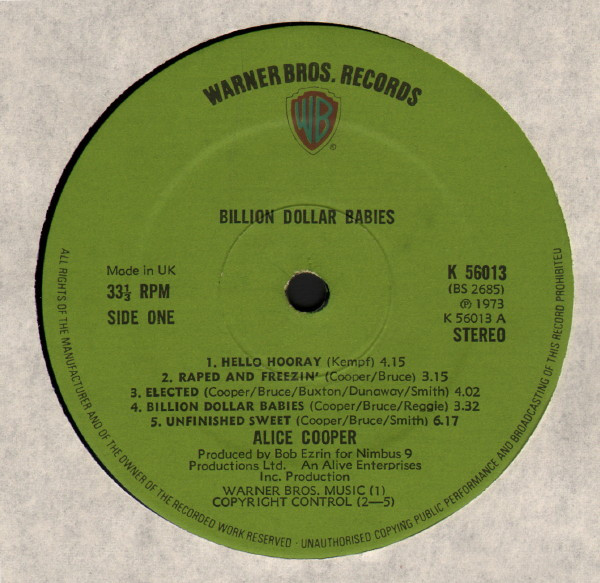 WARNER BROS. RECORDS
WB
®
BILLION DOLLAR BABIES
Made in UK
33⅓ RPM
SIDE ONE
K 56013
(BS 2685)
℗ 1973
K 56013 A
STEREO
1. HELLO HOORAY (Kempf) 4.15
2. RAPED AND FREEZIN' (Cooper/Bruce) 3.15
3. ELECTED (Cooper/Bruce/Buxton/Dunaway/Smith) 4.02
4. BILLION DOLLAR BABIES (Cooper/Bruce/Reggie) 3.32
5. UNFINISHED SWEET (Cooper/Bruce/Smith) 6.17
ALICE COOPER
Produced by Bob Ezrin for Nimbus 9
Productions Ltd. An Alive Enterprises
Inc. Production
WARNER BROS. MUSIC (1)
COPYRIGHT CONTROL (2—5)
ALL RIGHTS OF THE MANUFACTURER AND OF THE OWNER OF THE RECORDED WORK RESERVED · UNAUTHORISED COPYING PUBLIC PERFORMANCE AND BROADCASTING OF THIS RECORD PROHIBITED